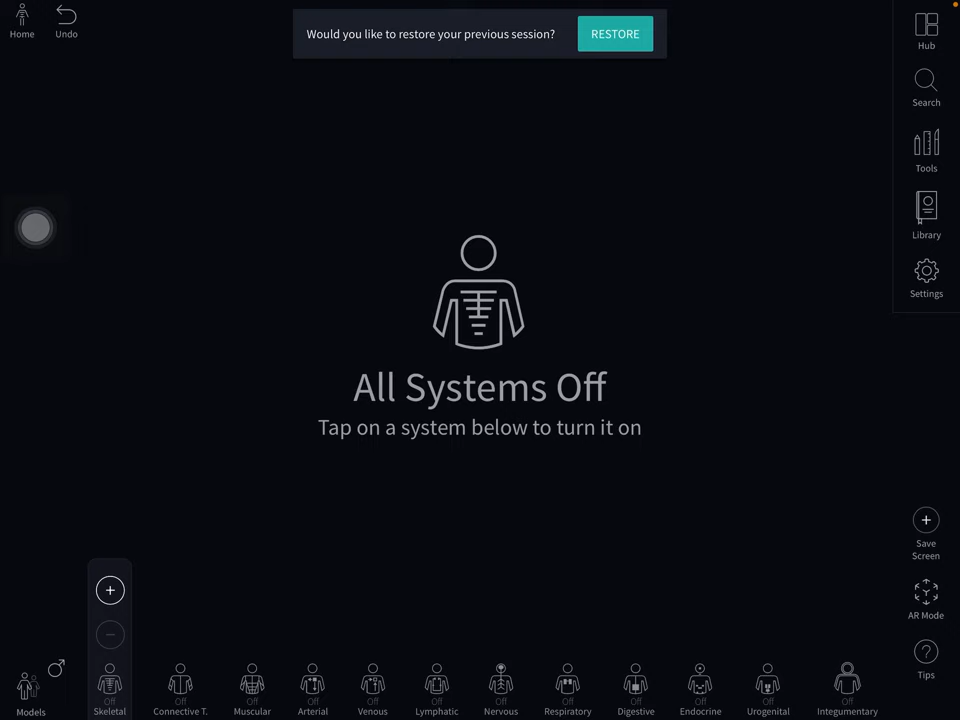 Home
Undo
Would you like to restore your previous session?
RESTORE
Hub
Search
Tools
Library
Settings
All Systems Off
Tap on a system below to turn it on
Save
Screen
AR Mode
Tips
Models
Off
Skeletal
Off
Connective T.
Off
Muscular
Off
Arterial
Off
Venous
Off
Lymphatic
Off
Nervous
Off
Respiratory
Off
Digestive
Off
Endocrine
Off
Urogenital
Off
Integumentary